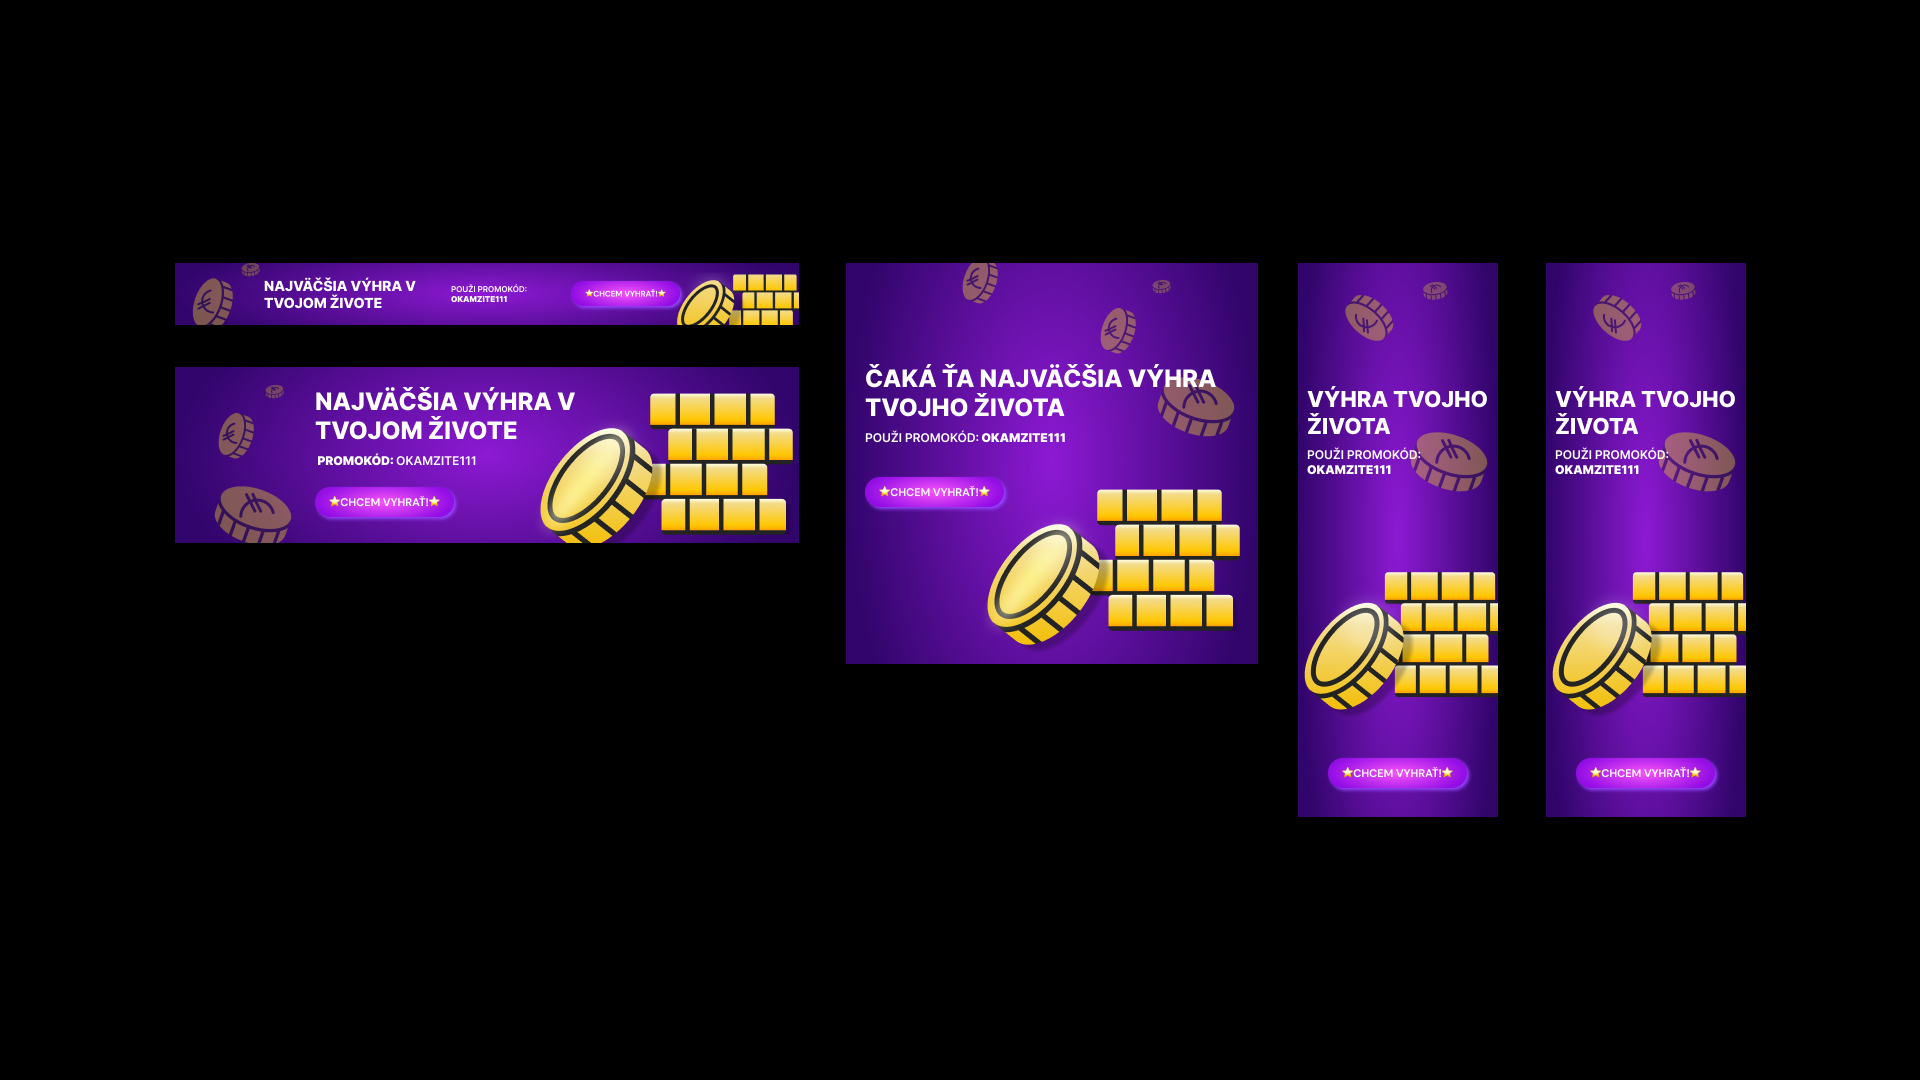 NAJVÄČŠIA VÝHRA V
TVOJOM ŽIVOTE
POUŽI PROMOKÓD:
OKAMZITE111
⭐CHCEM VYHRAŤ!⭐
NAJVÄČŠIA VÝHRA V
TVOJOM ŽIVOTE
PROMOKÓD: OKAMZITE111
⭐CHCEM VYHRAŤ!⭐
ČAKÁ ŤA NAJVÄČŠIA VÝHRA
TVOJHO ŽIVOTA
POUŽI PROMOKÓD: OKAMZITE111
⭐CHCEM VYHRAŤ!⭐
VÝHRA TVOJHO
ŽIVOTA
POUŽI PROMOKÓD:
OKAMZITE111
⭐CHCEM VYHRAŤ!⭐
VÝHRA TVOJHO
ŽIVOTA
POUŽI PROMOKÓD:
OKAMZITE111
⭐CHCEM VYHRAŤ!⭐